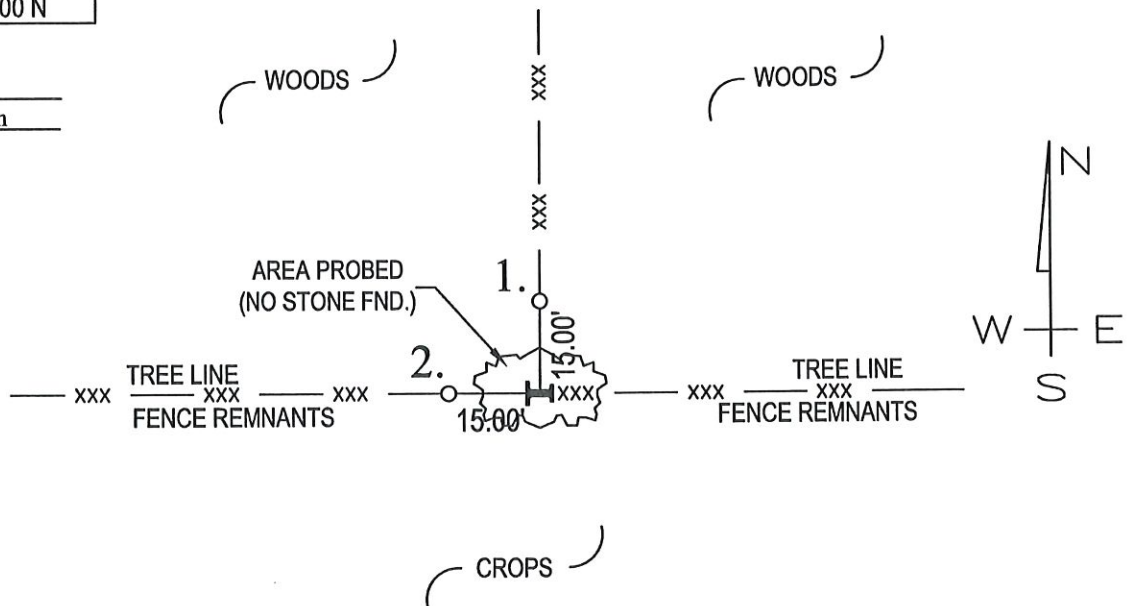 00 N
WOODS
WOODS
xxx
xxx
N
W E
S
AREA PROBED
(NO STONE FND.)
1.
15.00'
2.
15.00'
TREE LINE
xxx xxx xxx
FENCE REMNANTS
xxx
TREE LINE
xxx xxx
FENCE REMNANTS
CROPS